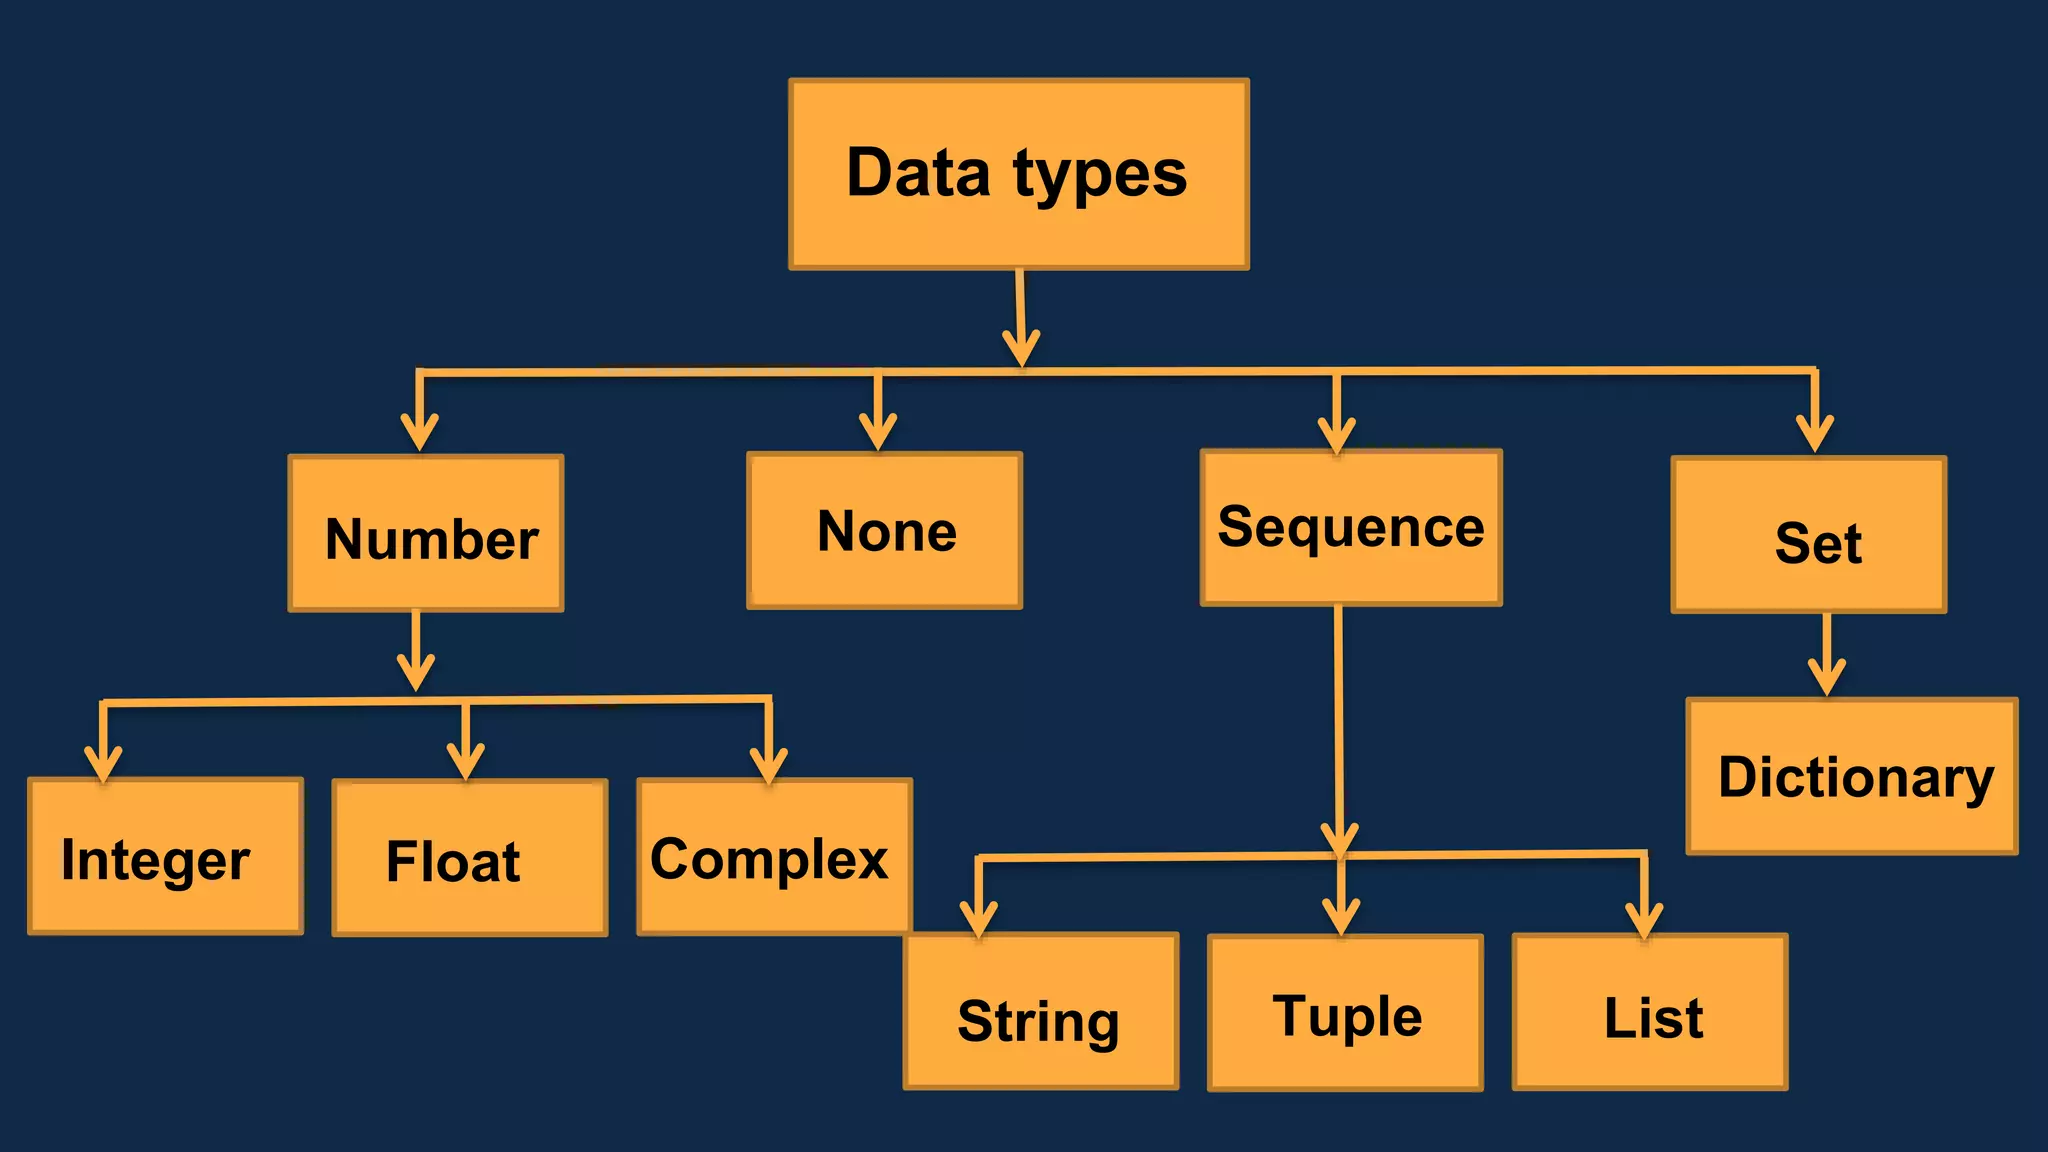 Data types
Number
None
Sequence
Set
Dictionary
Integer
Float
Complex
String
Tuple
List